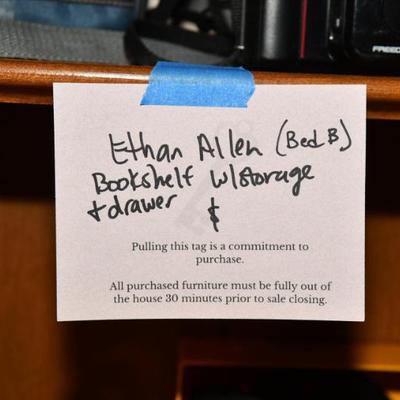 FREED
Ethan Allen (Bed B)
Bookshelf w/storage
+ drawer $
Pulling this tag is a commitment to
purchase.
All purchased furniture must be fully out of
the house 30 minutes prior to sale closing.